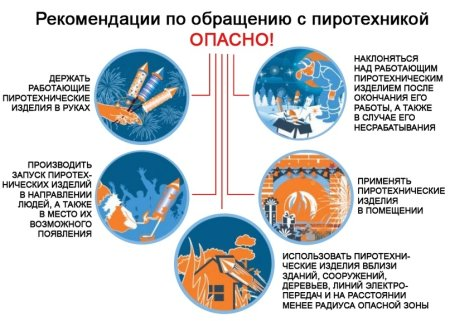 Рекомендации по обращению с пиротехникой
ОПАСНО!
ДЕРЖАТЬ
РАБОТАЮЩИЕ
ПИРОТЕХНИЧЕСКИЕ
ИЗДЕЛИЯ В РУКАХ
НАКЛОНЯТЬСЯ
НАД РАБОТАЮЩИМ
ПИРОТЕХНИЧЕСКИМ
ИЗДЕЛИЕМ ПОСЛЕ
ОКОНЧАНИЯ ЕГО
РАБОТЫ, А ТАКЖЕ
В СЛУЧАЕ ЕГО
НЕСРАБАТЫВАНИЯ
ПРОИЗВОДИТЬ
ЗАПУСК ПИРОТЕХ-
НИЧЕСКИХ ИЗДЕЛИЙ
В НАПРАВЛЕНИИ
ЛЮДЕЙ, А ТАКЖЕ
В МЕСТО ИХ
ВОЗМОЖНОГО
ПОЯВЛЕНИЯ
ПРИМЕНЯТЬ
ПИРОТЕХНИЧЕСКИЕ
ИЗДЕЛИЯ
В ПОМЕЩЕНИИ
ИСПОЛЬЗОВАТЬ ПИРОТЕХНИ-
ЧЕСКИЕ ИЗДЕЛИЯ ВБЛИЗИ
ЗДАНИЙ, СООРУЖЕНИЙ,
ДЕРЕВЬЕВ, ЛИНИЙ ЭЛЕКТРО-
ПЕРЕДАЧ И НА РАССТОЯНИИ
МЕНЕЕ РАДИУСА ОПАСНОЙ ЗОНЫ